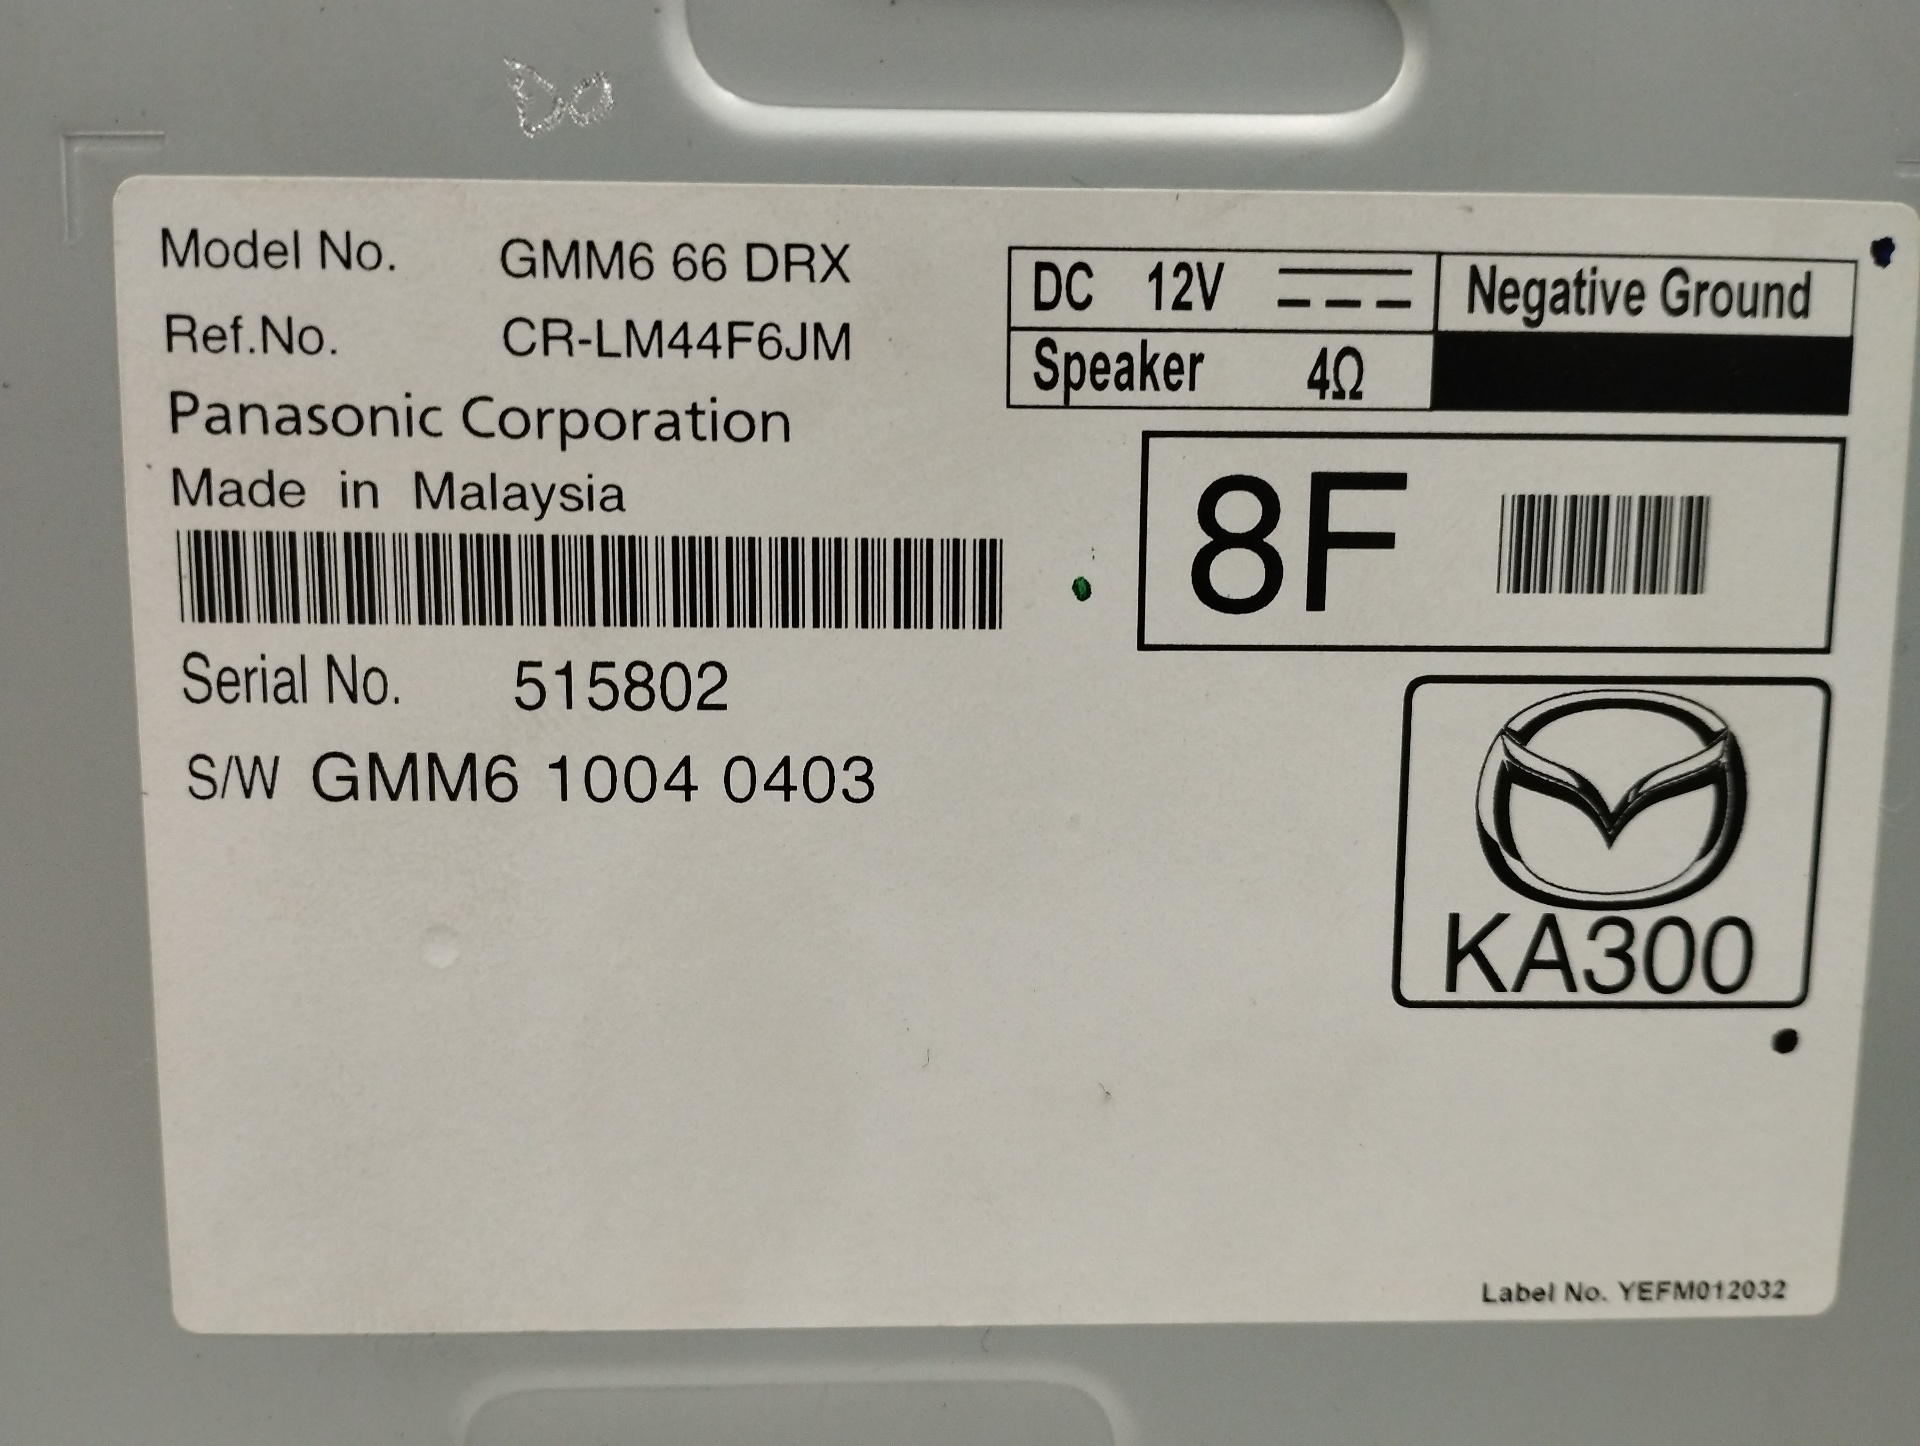 Model No. GMM6 66 DRX
Ref.No. CR-LM44F6JM
Panasonic Corporation
Made in Malaysia
Serial No. 515802
S/W GMM6 1004 0403
DC 12V Negative Ground
Speaker 4Ω
8F
KA300
Label No. YEFM012032